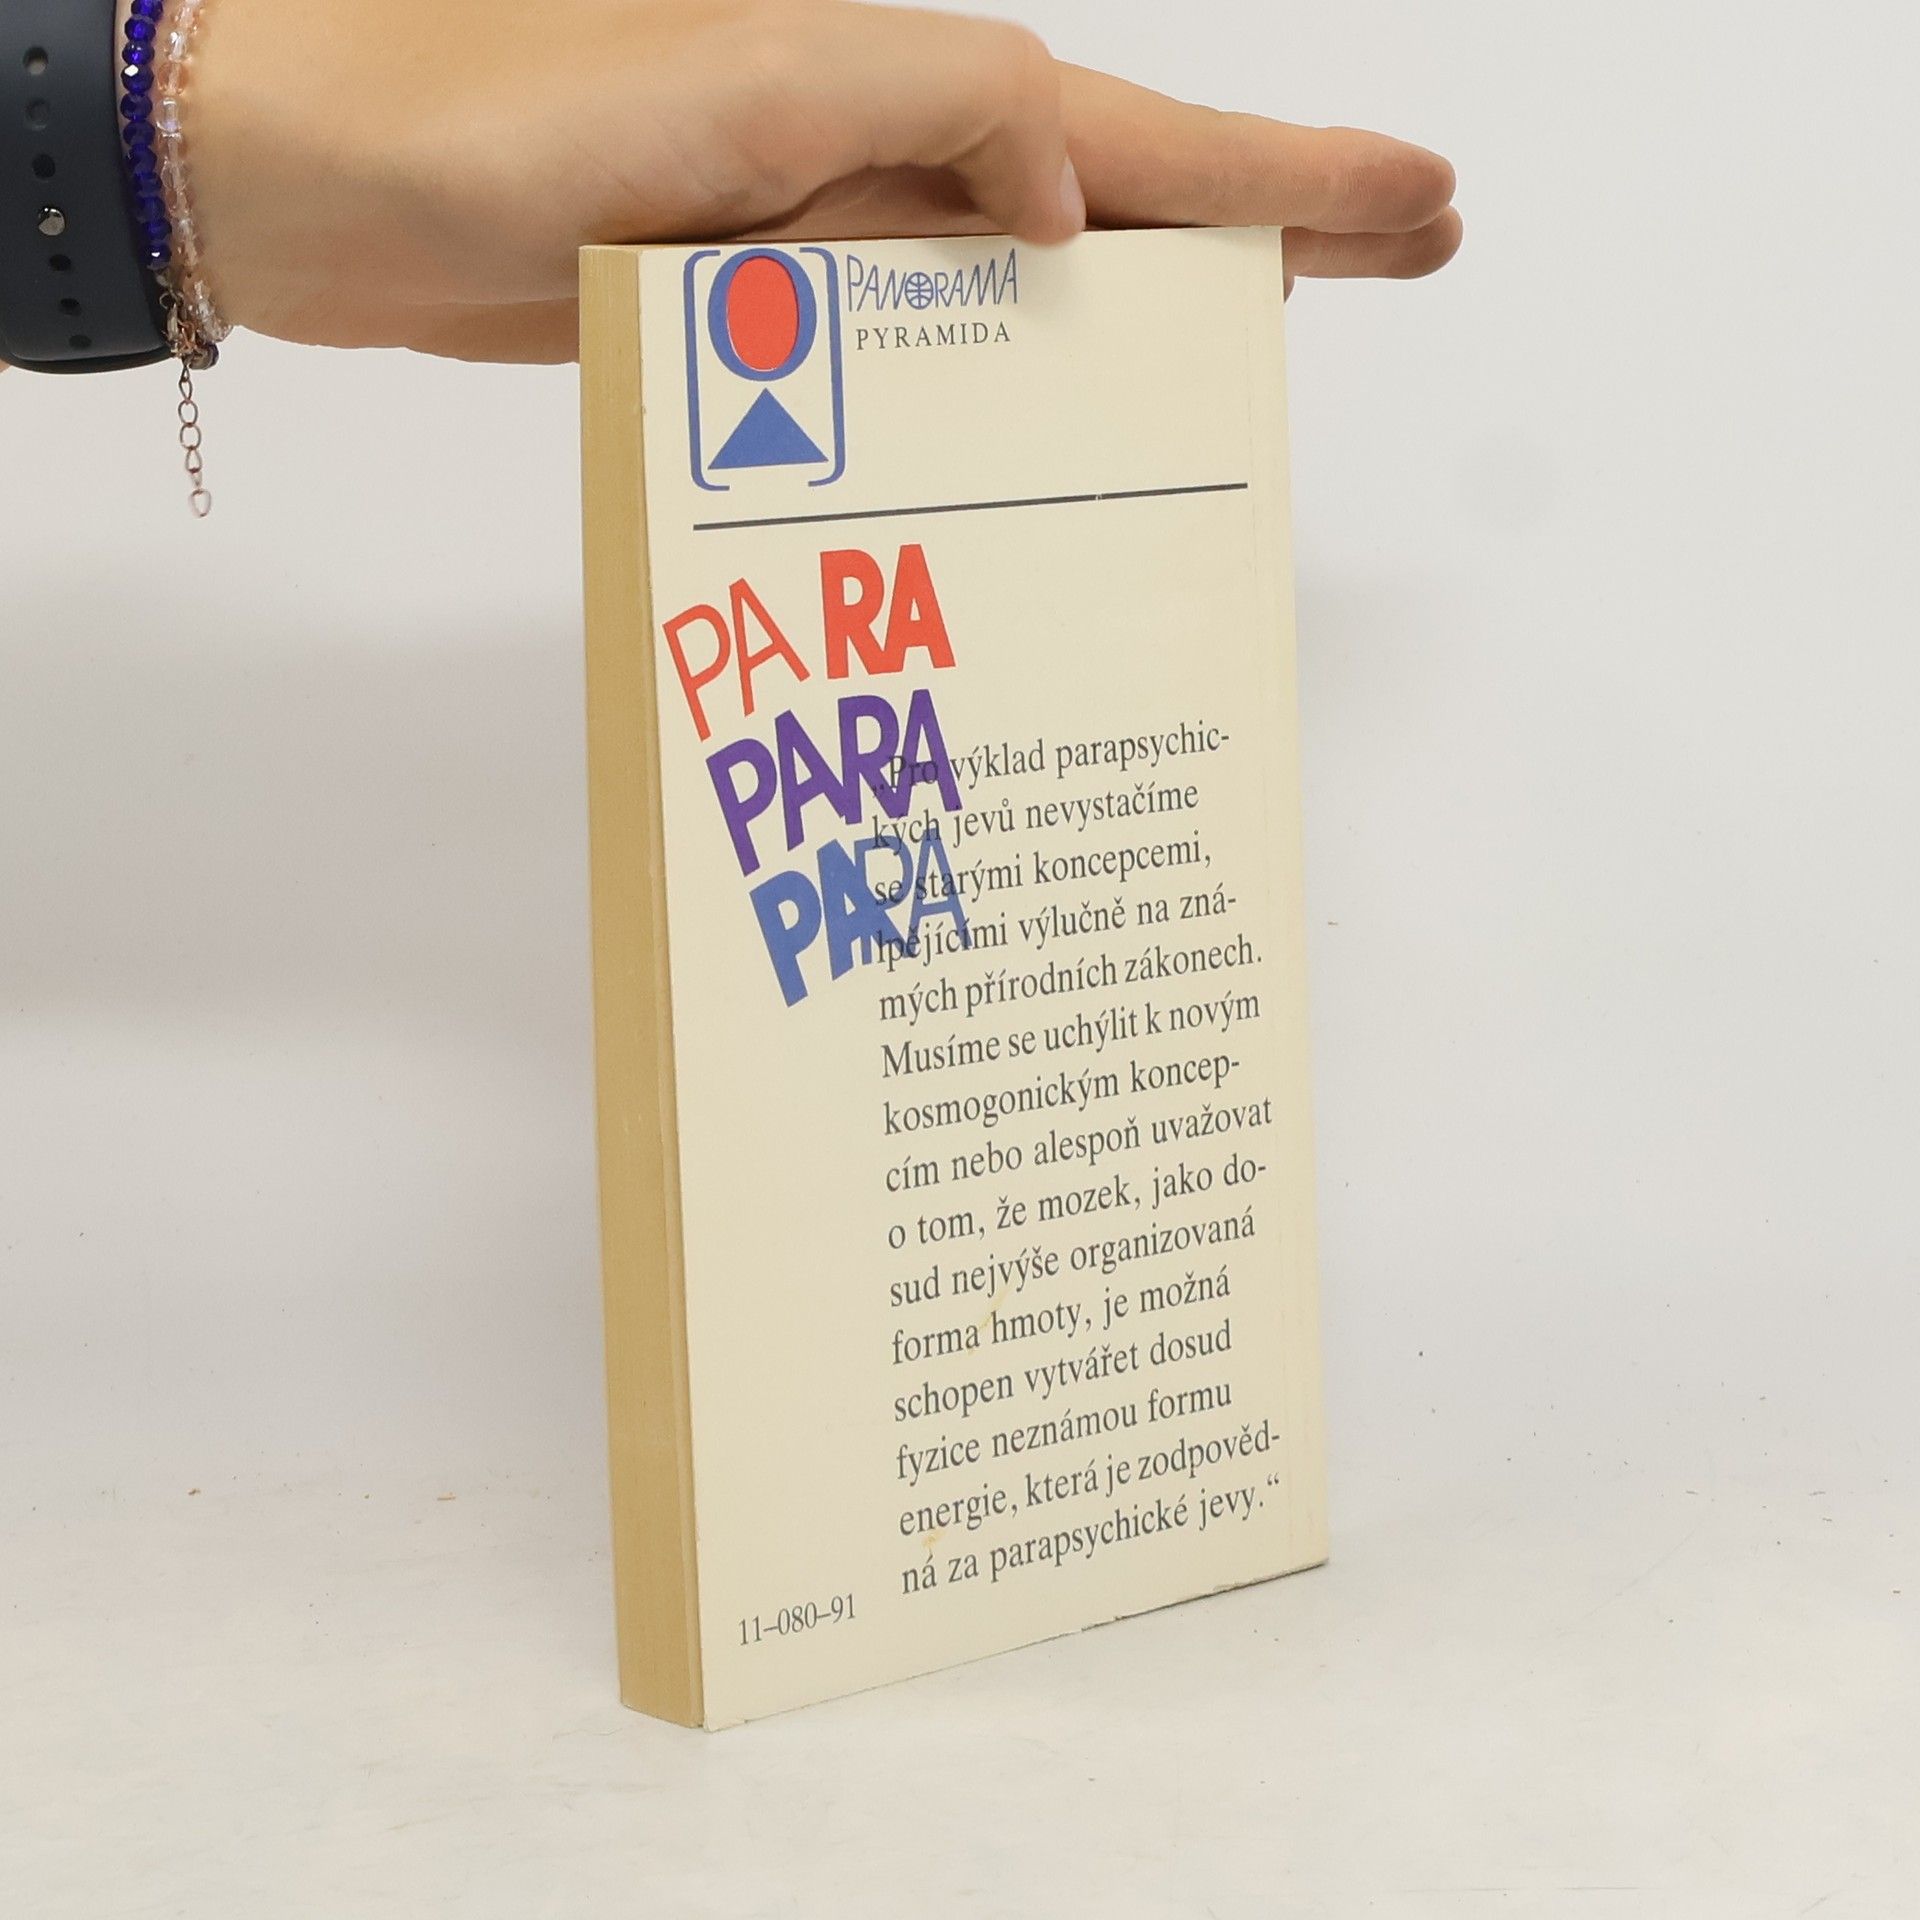 PANORAMA
PYRAMIDA
PA RA
PARA
PARA
„Pro výklad parapsychic-
kých jevů nevystačíme
se starými koncepcemi,
lpějícími výlučně na zná-
mých přírodních zákonech.
Musíme se uchýlit k novým
kosmogonickým koncep-
cím nebo alespoň uvažovat
o tom, že mozek, jako do-
sud nejvýše organizovaná
forma hmoty, je možná
schopen vytvářet dosud
fyzice neznámou formu
energie, která je zodpověd-
ná za parapsychické jevy.“
11–080–91